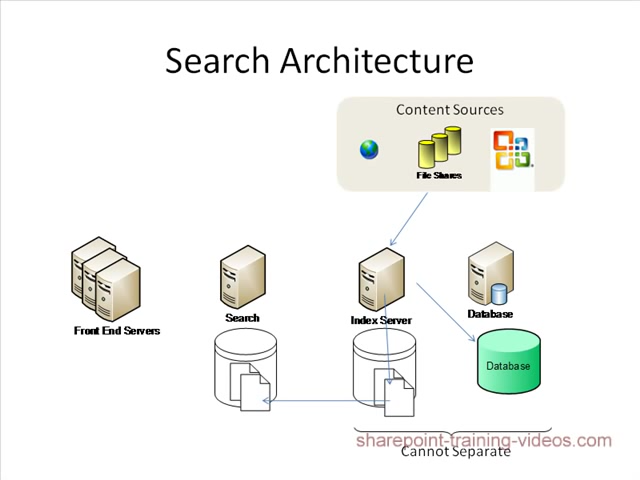 Search Architecture
Content Sources
File Shares
Front End Servers
Search
Index Server
Database
Database
sharepoint-training-videos.com
Cannot Separate